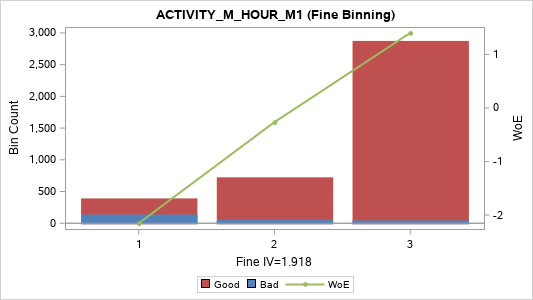 ACTIVITY_M_HOUR_M1 (Fine Binning)
3,000
2,500
2,000
1,500
1,000
500
0
Bin Count
1
0
-1
-2
WoE
1 2 3
Fine IV=1.918
Good Bad WoE